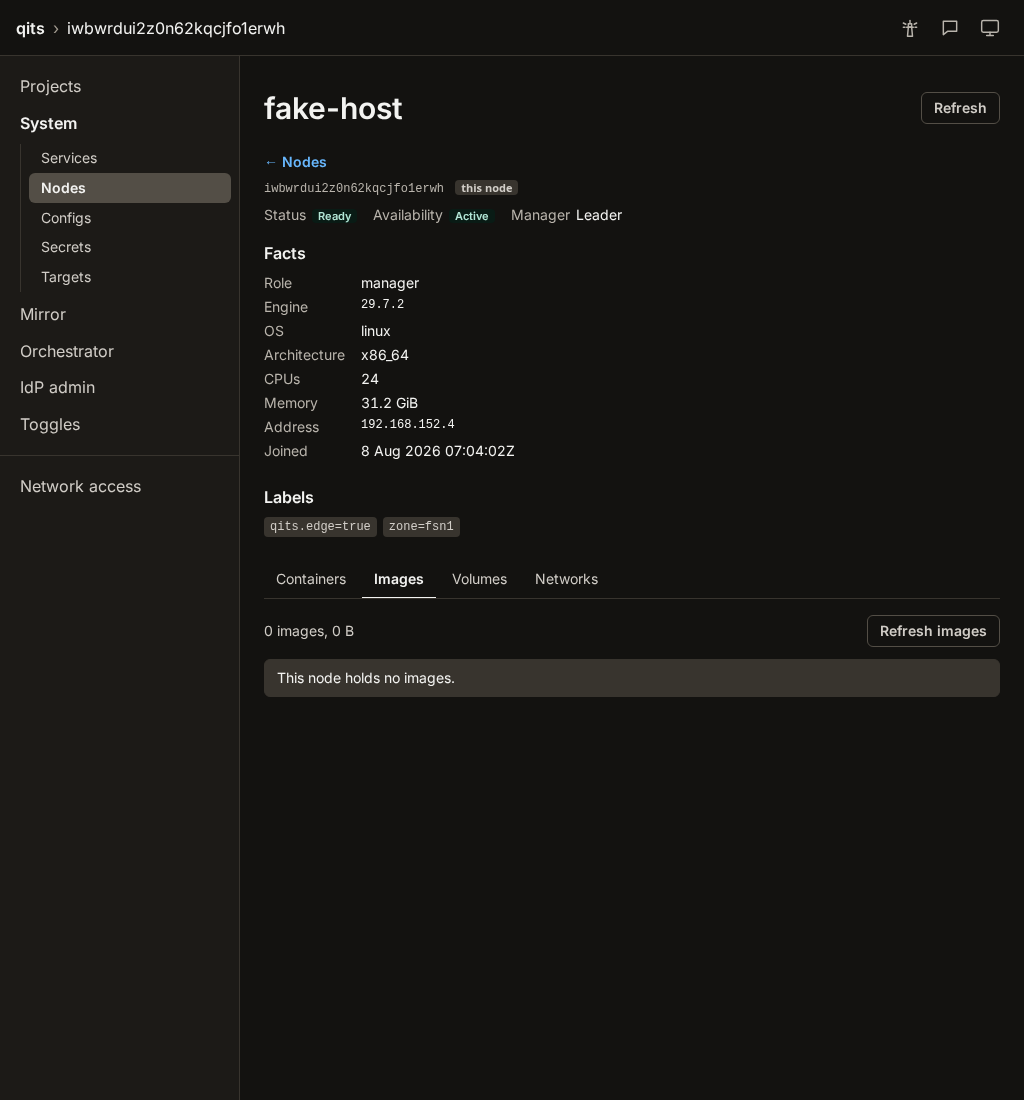 qits › iwbwrdui2z0n62kqcjfo1erwh
Projects
System
Services
Nodes
Configs
Secrets
Targets
Mirror
Orchestrator
IdP admin
Toggles
Network access
fake-host
Refresh
← Nodes
iwbwrdui2z0n62kqcjfo1erwh this node
Status Ready Availability Active Manager Leader
Facts
Role manager
Engine 29.7.2
OS linux
Architecture x86_64
CPUs 24
Memory 31.2 GiB
Address 192.168.152.4
Joined 8 Aug 2026 07:04:02Z
Labels
qits.edge=true zone=fsn1
Containers Images Volumes Networks
0 images, 0 B
Refresh images
This node holds no images.